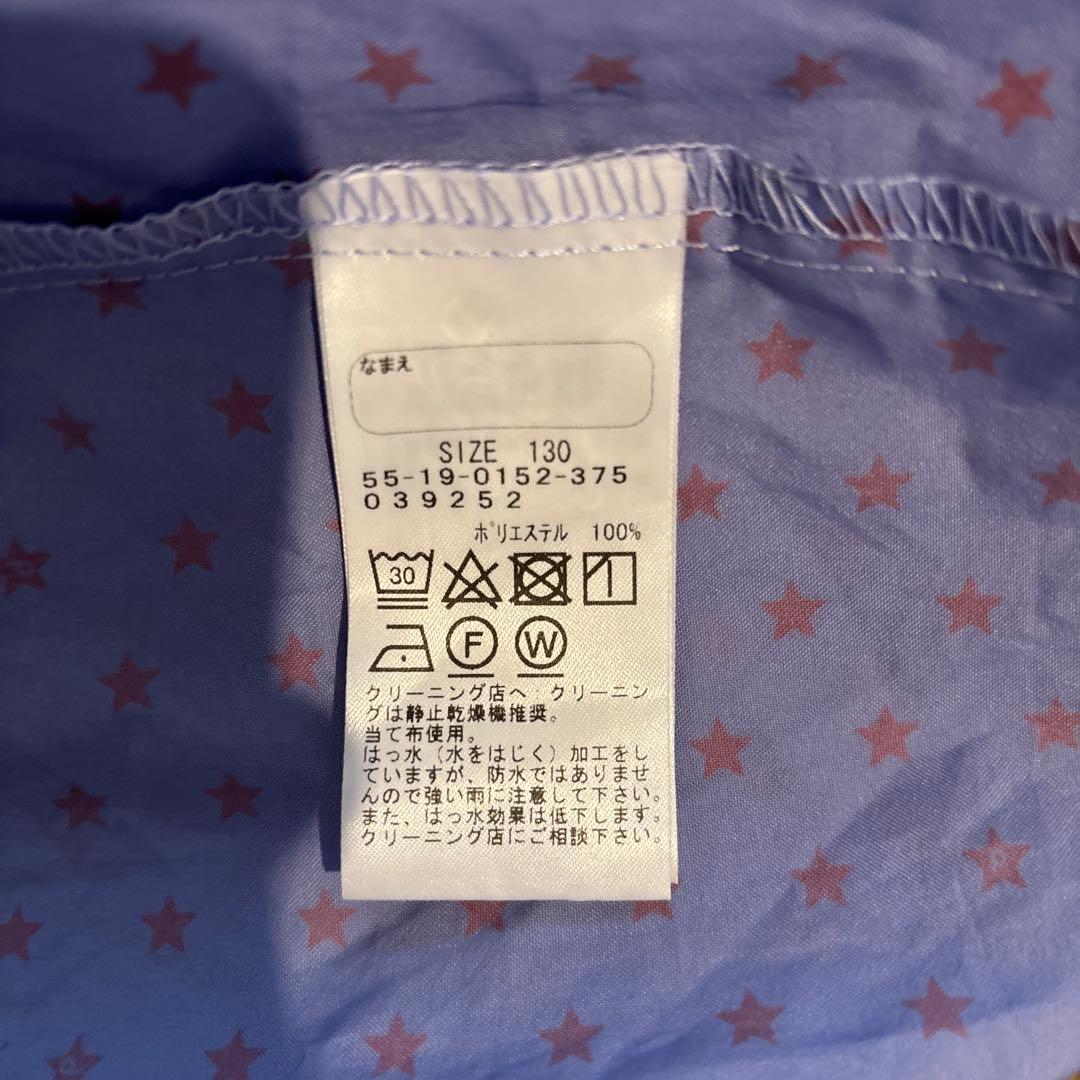 なまえ
SIZE 130
55-19-0152-375
039252
ポリエステル 100%
30
F W
クリーニング店へ:クリーニン
グは静止乾燥機推奨。
当て布使用。
はっ水（水をはじく）加工をし
ていますが、防水ではありませ
んので強い雨に注意して下さい。
また、はっ水効果は低下します。
クリーニング店にご相談下さい。